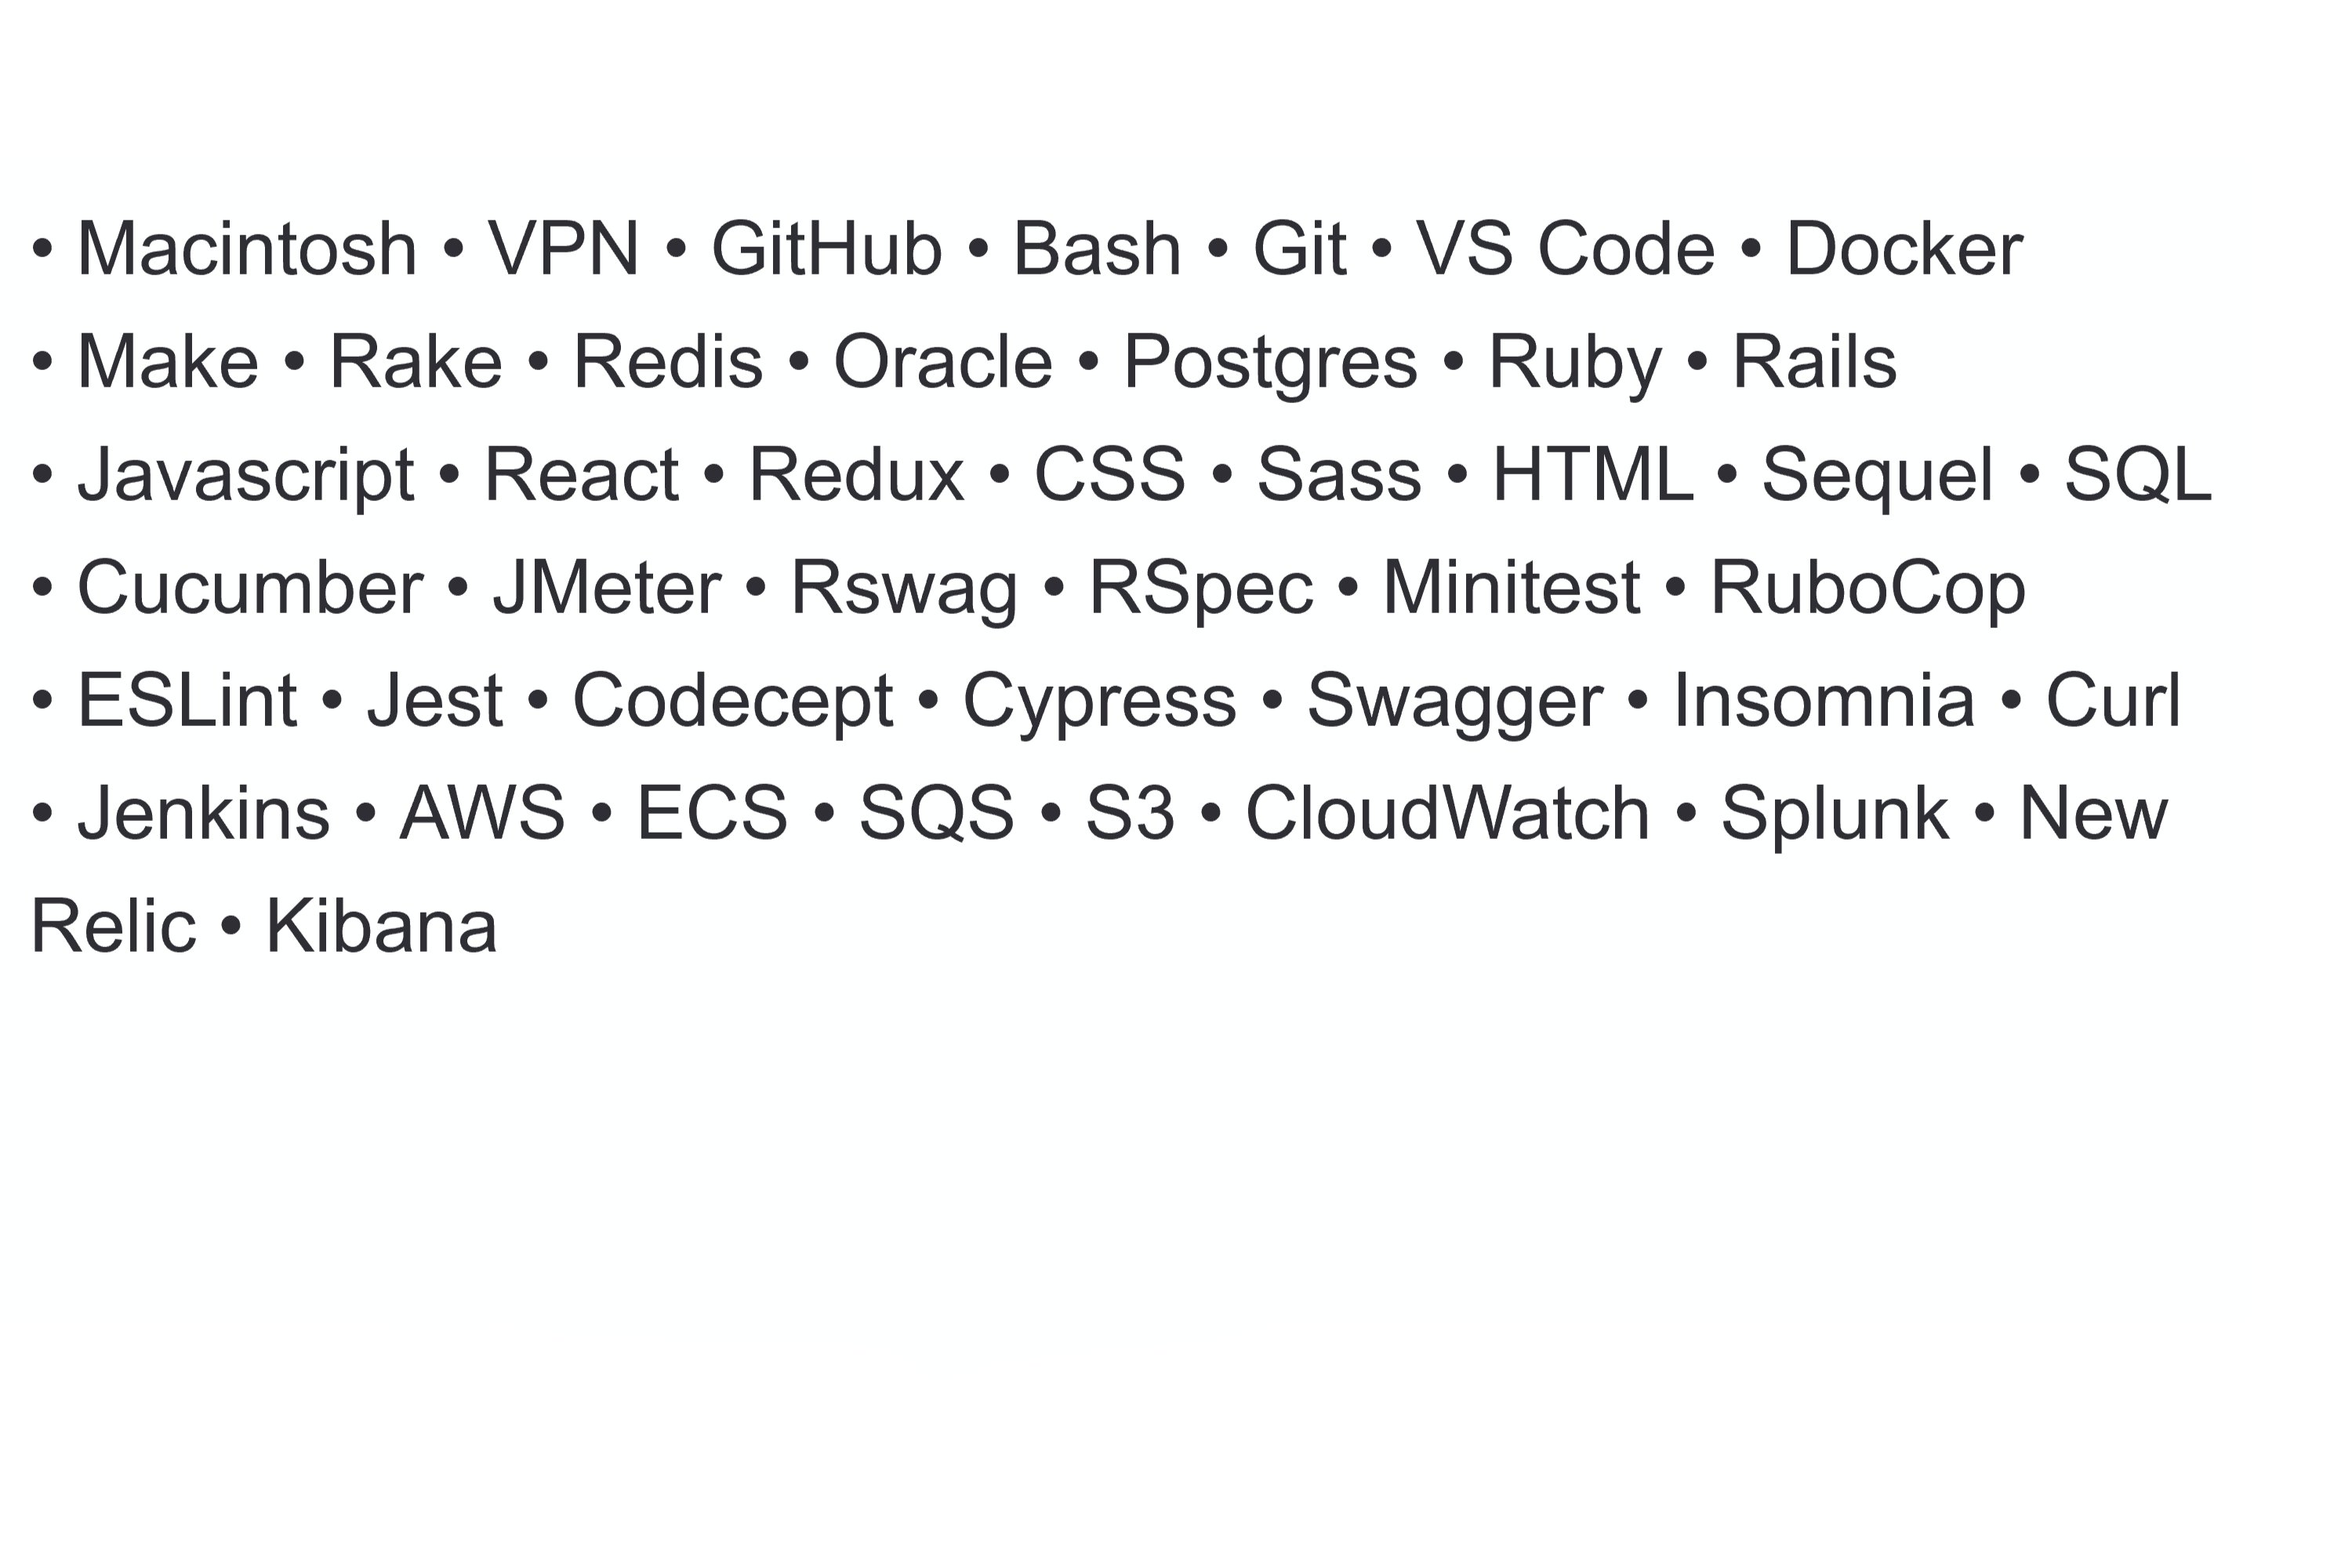 • Macintosh • VPN • GitHub • Bash • Git • VS Code • Docker
• Make • Rake • Redis • Oracle • Postgres • Ruby • Rails
• Javascript • React • Redux • CSS • Sass • HTML • Sequel • SQL
• Cucumber • JMeter • Rswag • RSpec • Minitest • RuboCop
• ESLint • Jest • Codecept • Cypress • Swagger • Insomnia • Curl
• Jenkins • AWS • ECS • SQS • S3 • CloudWatch • Splunk • New
Relic • Kibana